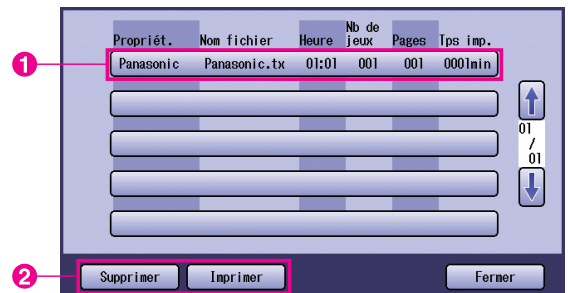 Propriét. Nom fichier Heure Nb de jeux Pages Tps imp.
1 Panasonic Panasonic.tx 01:01 001 001 0001min
01
/
01
2 Supprimer Imprimer Fermer